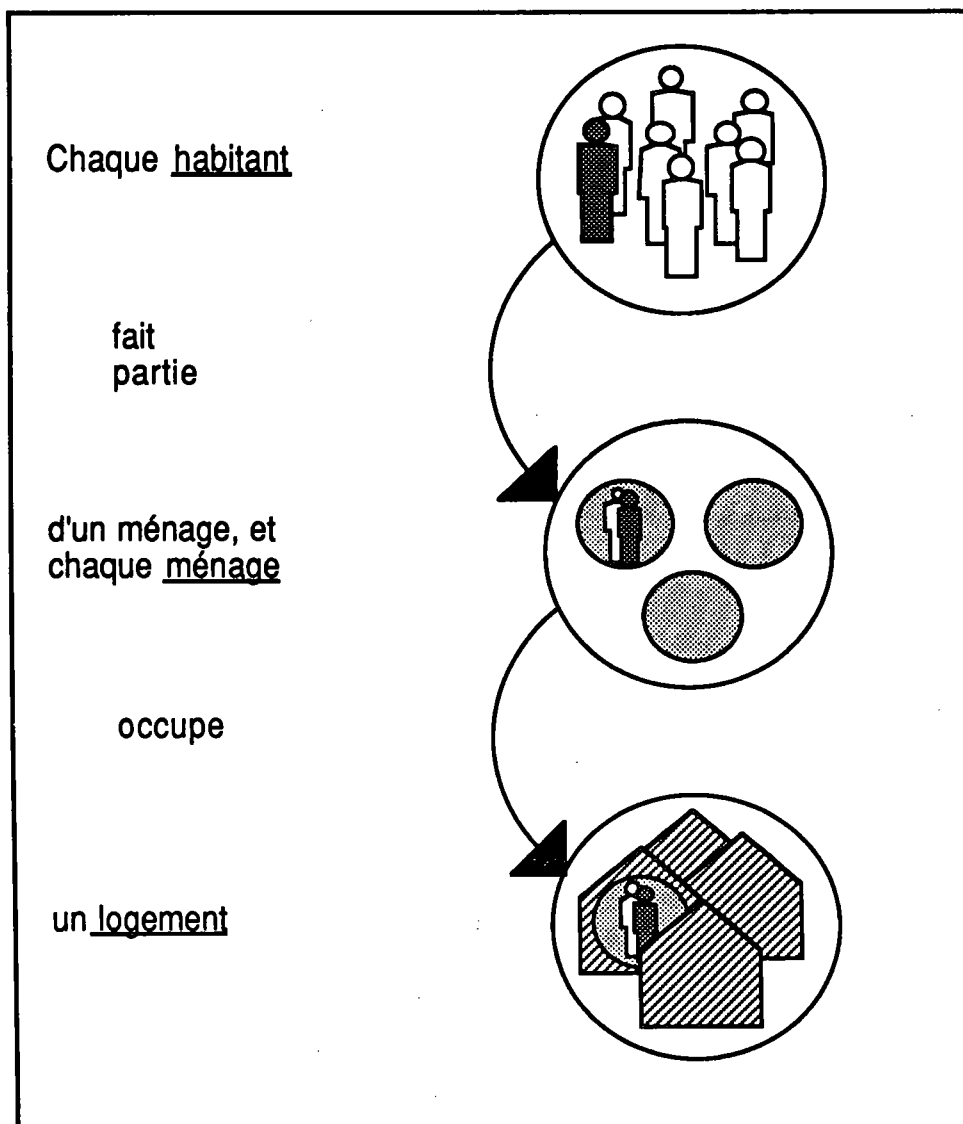 Chaque habitant
fait
partie
d'un ménage, et
chaque ménage
occupe
un logement